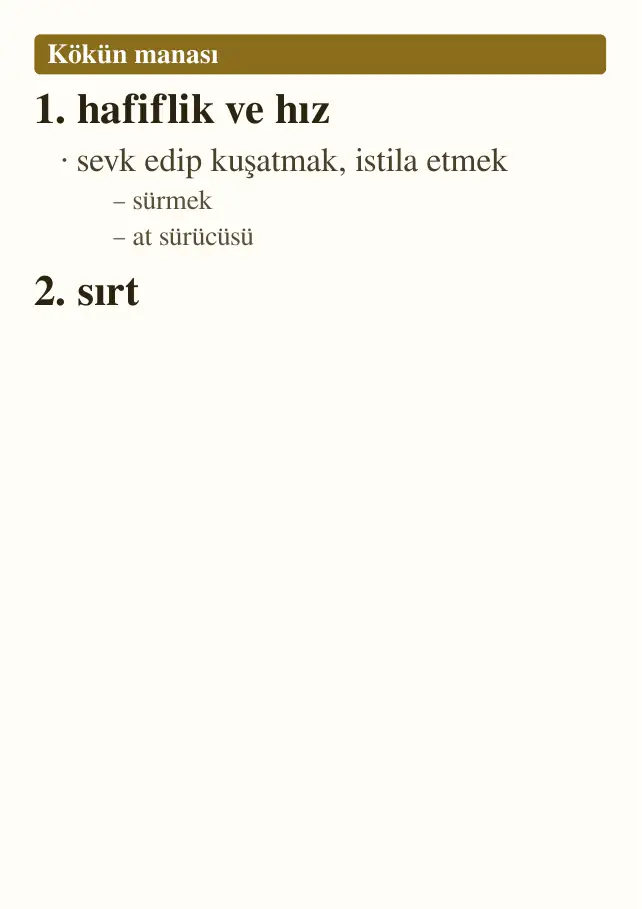 Kökün manası
1. hafiflik ve hız
· sevk edip kuşatmak, istila etmek
– sürmek
– at sürücüsü
2. sırt